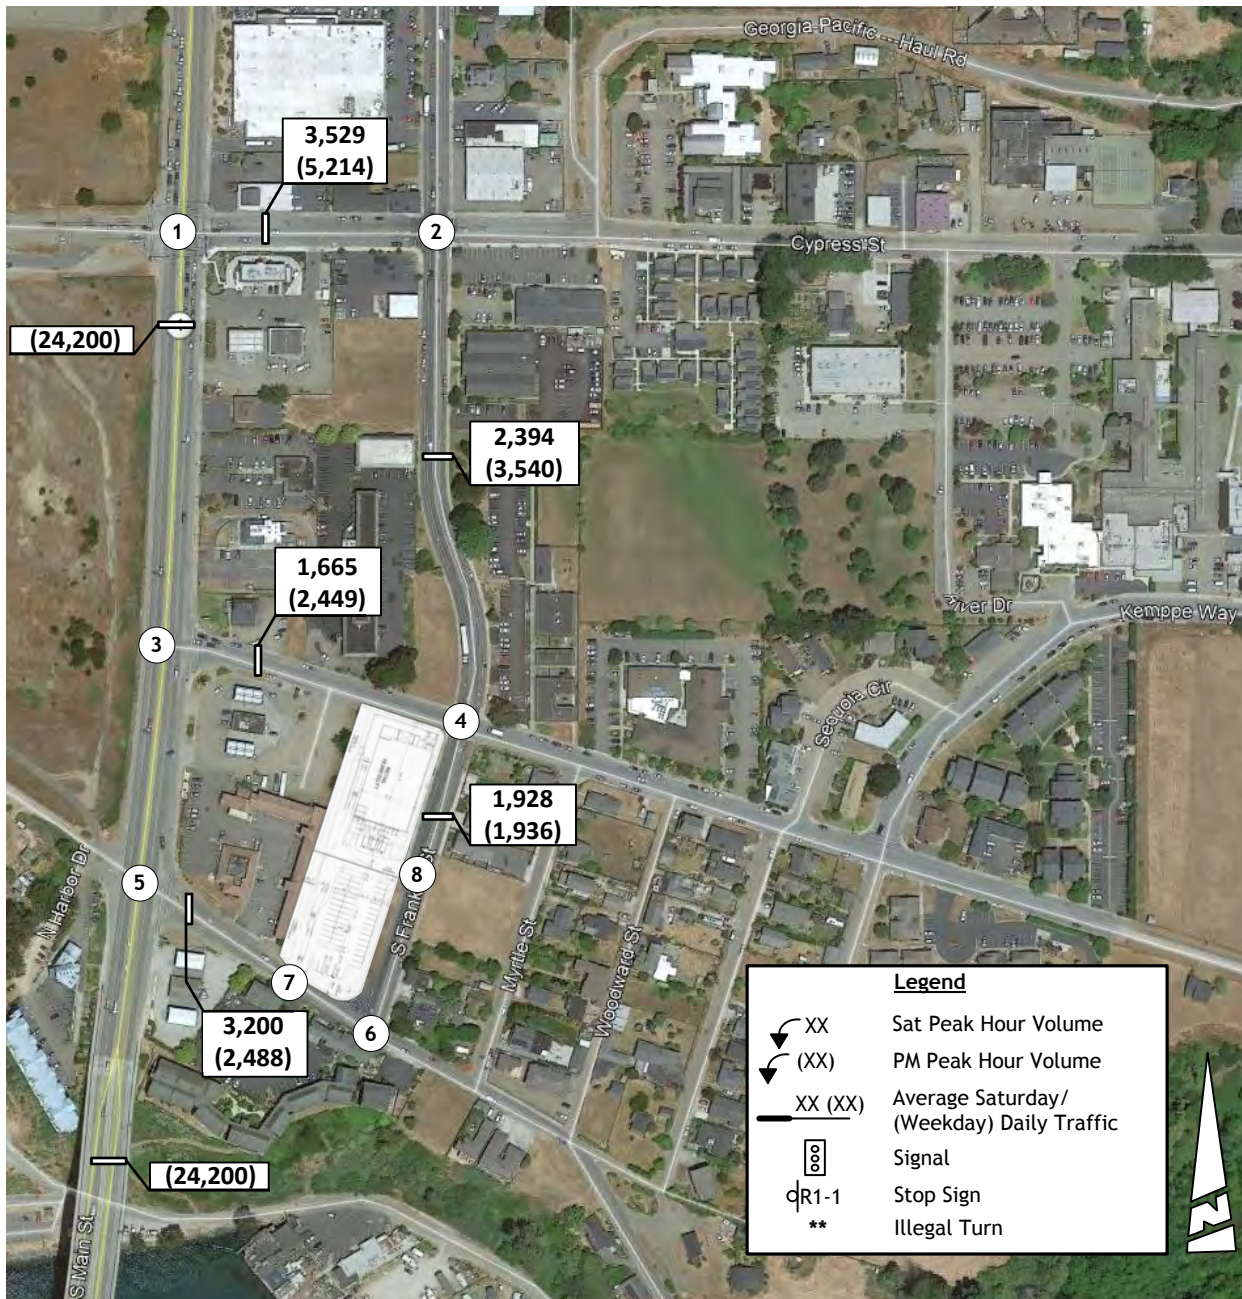 Georgia-Pacific --- Haul Rd
3,529
(5,214)
1
2
Cypress St
(24,200)
2,394
(3,540)
1,665
(2,449)
River Dr
Kemppe Way
3
Sequoia Cir
4
1,928
(1,936)
5
8
N Harbor Dr
S Frank
St
Myrtle St
Woodward St
7
6
3,200
(2,488)
(24,200)
S Main St
Legend
XX
Sat Peak Hour Volume
(XX)
PM Peak Hour Volume
XX (XX)
Average Saturday/
(Weekday) Daily Traffic
Signal
R1-1
Stop Sign
**
Illegal Turn
N